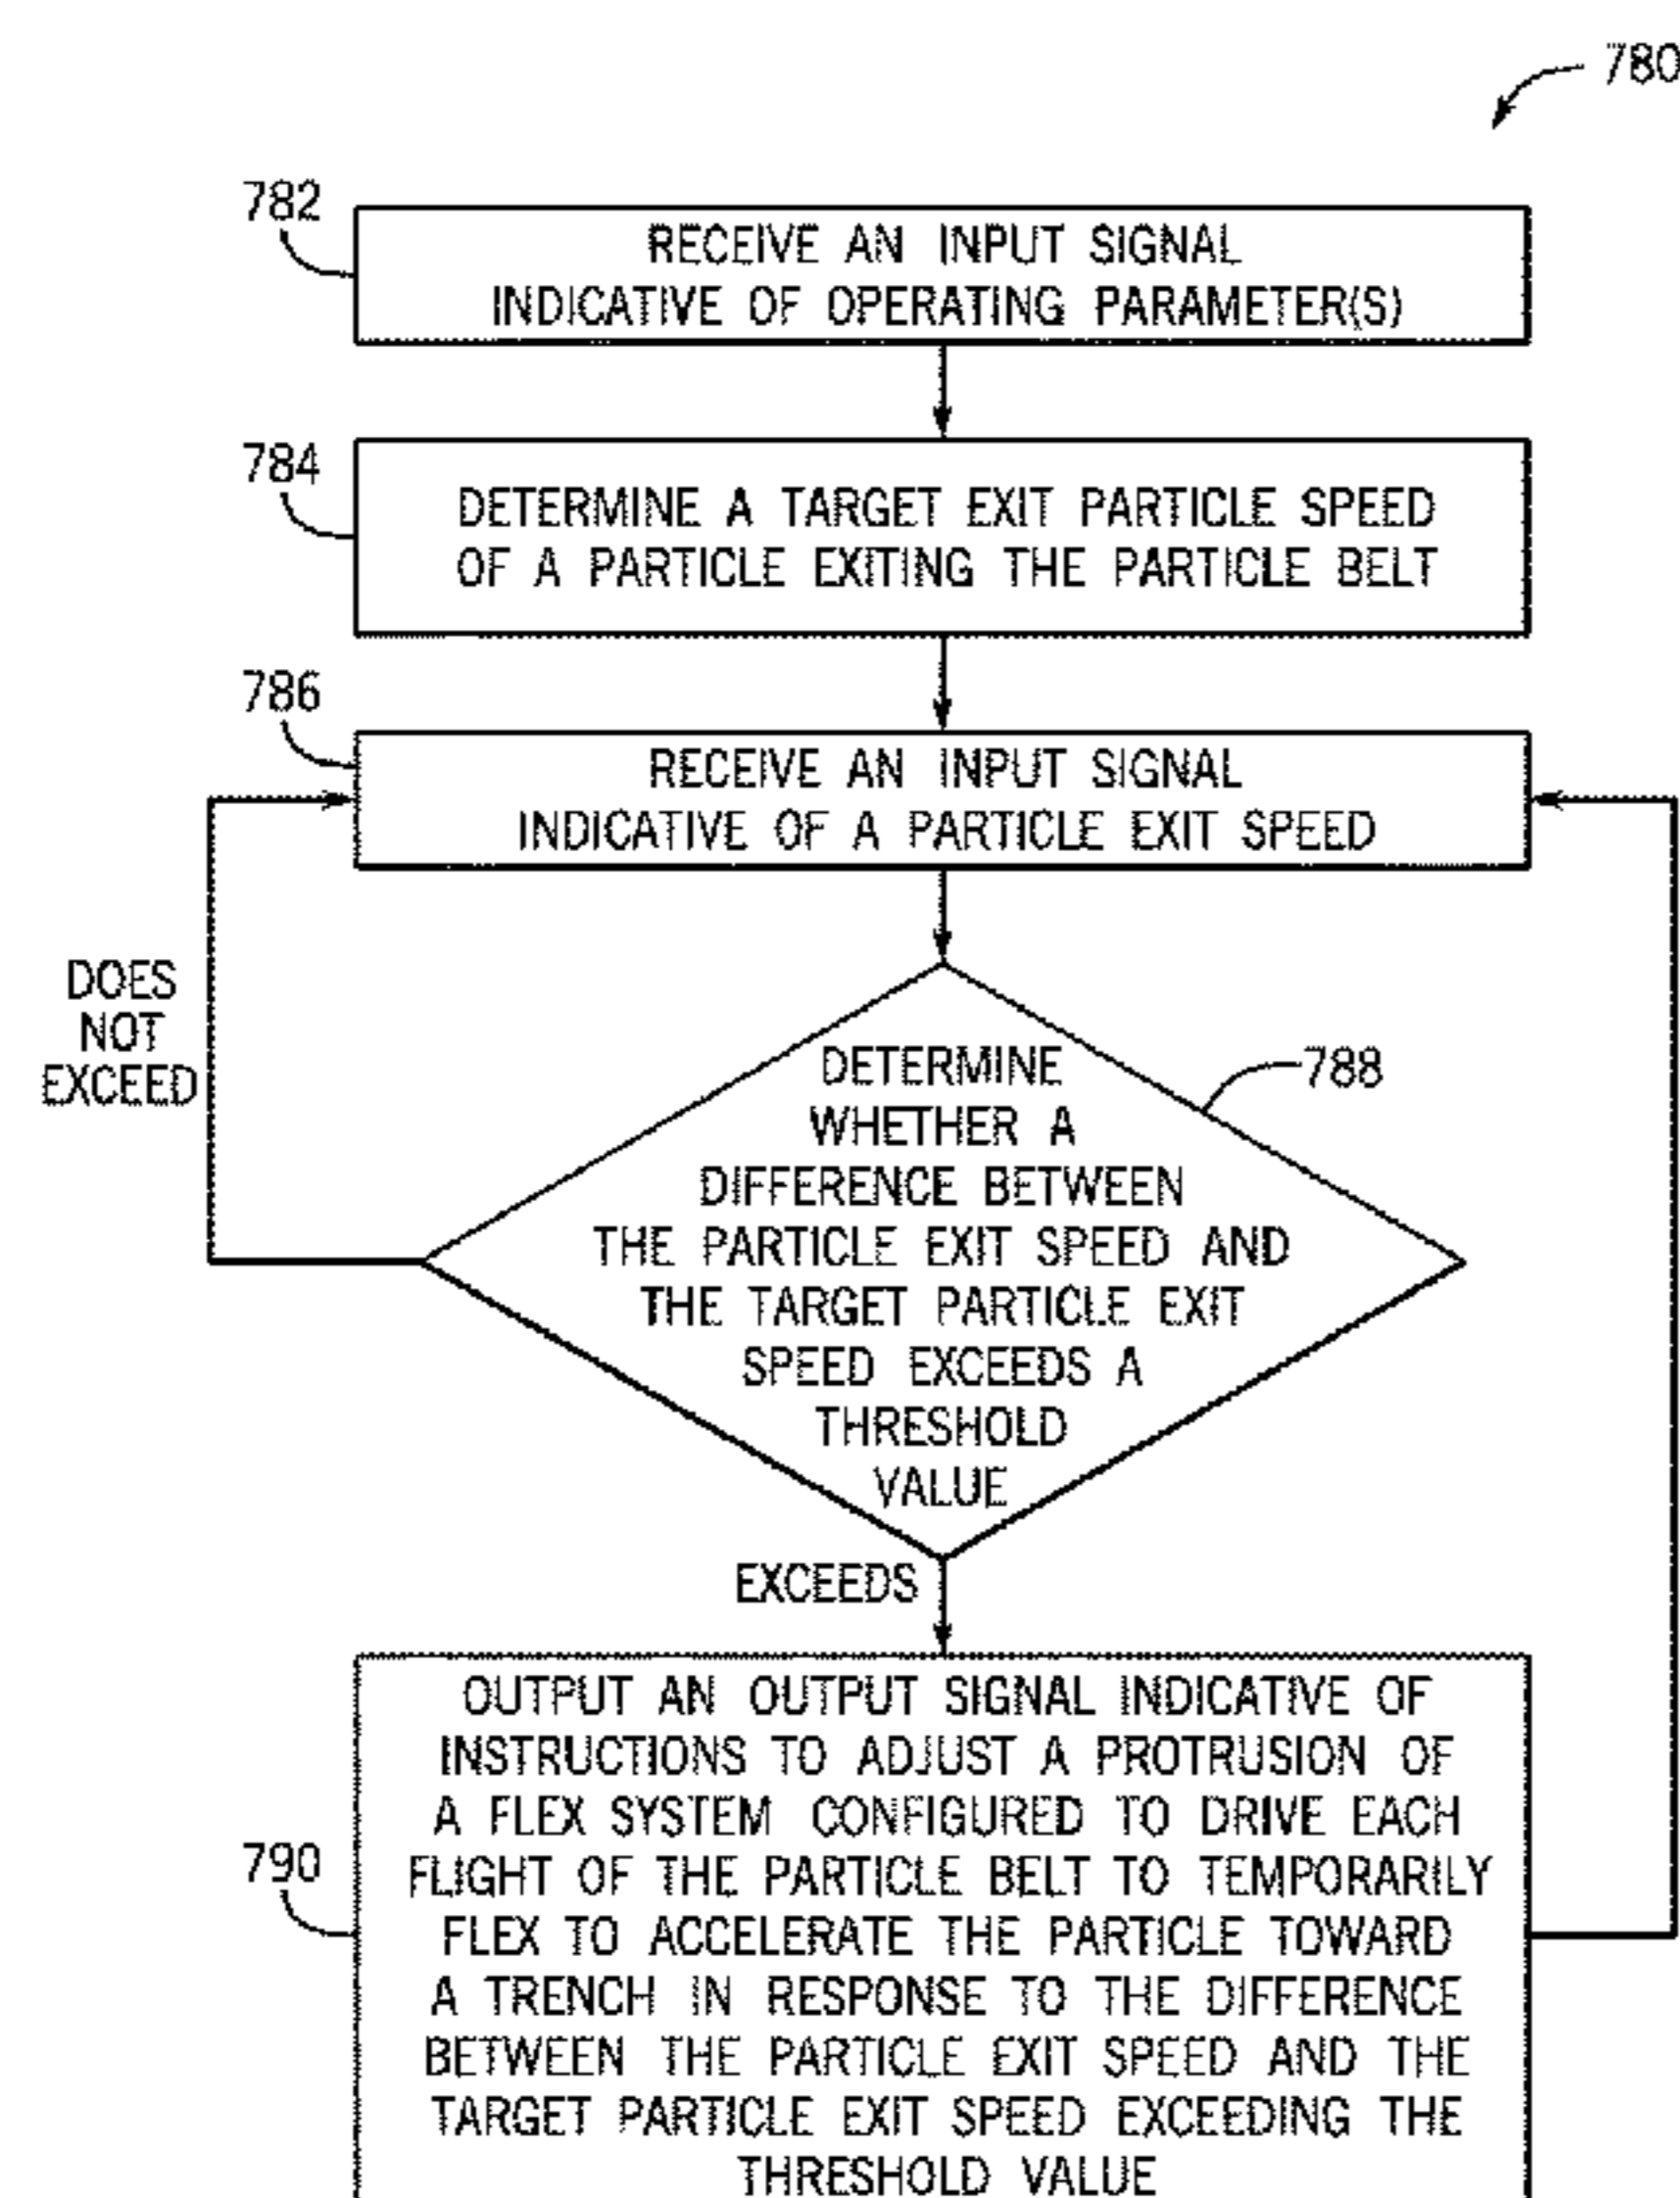 780
782
RECEIVE AN INPUT SIGNAL
INDICATIVE OF OPERATING PARAMETER(S)
784
DETERMINE A TARGET EXIT PARTICLE SPEED
OF A PARTICLE EXITING THE PARTICLE BELT
786
RECEIVE AN INPUT SIGNAL
INDICATIVE OF A PARTICLE EXIT SPEED
DOES
NOT
EXCEED
788
DETERMINE
WHETHER A
DIFFERENCE BETWEEN
THE PARTICLE EXIT SPEED AND
THE TARGET PARTICLE EXIT
SPEED EXCEEDS A
THRESHOLD
VALUE
EXCEEDS
790
OUTPUT AN OUTPUT SIGNAL INDICATIVE OF
INSTRUCTIONS TO ADJUST A PROTRUSION OF
A FLEX SYSTEM CONFIGURED TO DRIVE EACH
FLIGHT OF THE PARTICLE BELT TO TEMPORARILY
FLEX TO ACCELERATE THE PARTICLE TOWARD
A TRENCH IN RESPONSE TO THE DIFFERENCE
BETWEEN THE PARTICLE EXIT SPEED AND THE
TARGET PARTICLE EXIT SPEED EXCEEDING THE
THRESHOLD VALUE